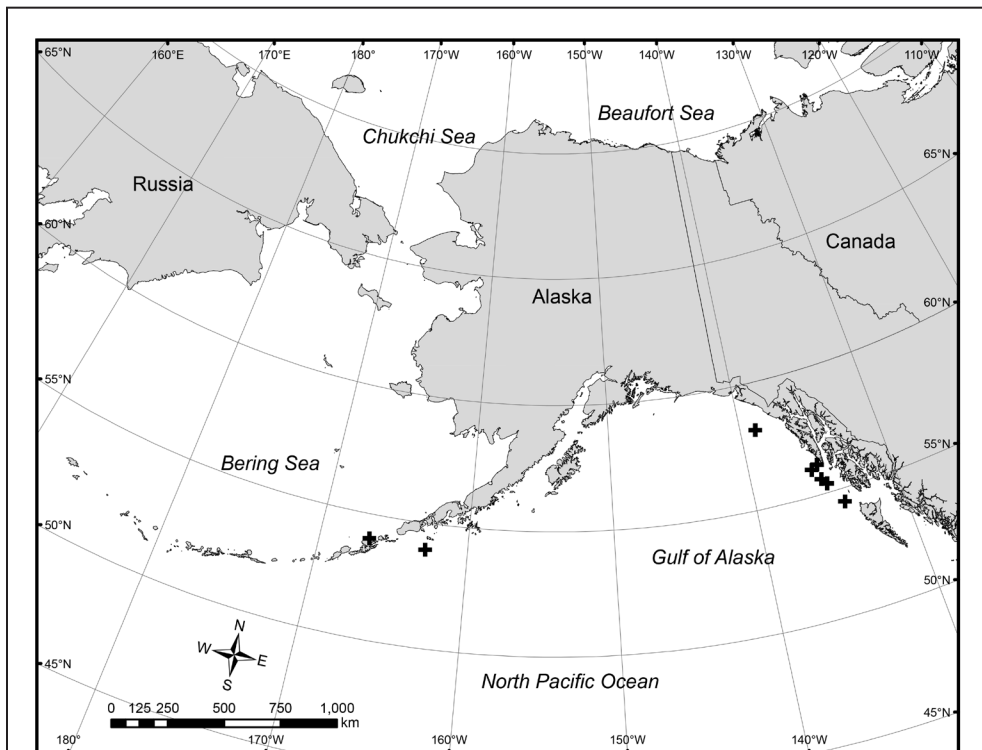 160°E 170°E 180° 170°W 160°W 150°W 140°W 130°W 120°W 110°W
65°N
Beaufort Sea
Chukchi Sea
65°N
Russia
60°N
Canada
Alaska
60°N
55°N
55°N
Bering Sea
50°N
Gulf of Alaska
50°N
N
W
E
S
45°N
North Pacific Ocean
0 125 250 500 750 1,000
km
45°N
180° 170°W 160°W 150°W 140°W